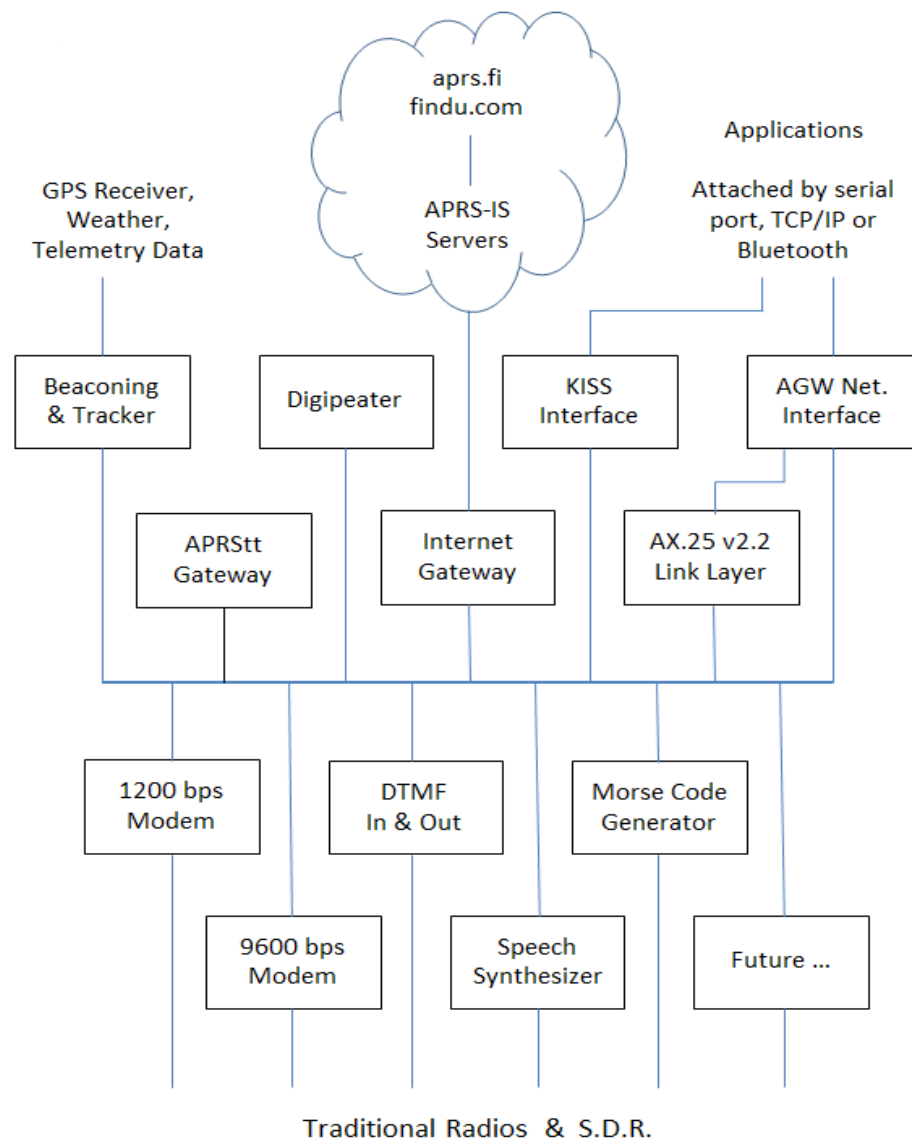 aprs.fi
findu.com
APRS-IS
Servers
Applications
Attached by serial
port, TCP/IP or
Bluetooth
GPS Receiver,
Weather,
Telemetry Data
Beaconing
& Tracker
Digipeater
KISS
Interface
AGW Net.
Interface
APRStt
Gateway
Internet
Gateway
AX.25 v2.2
Link Layer
1200 bps
Modem
DTMF
In & Out
Morse Code
Generator
9600 bps
Modem
Speech
Synthesizer
Future ...
Traditional Radios & S.D.R.